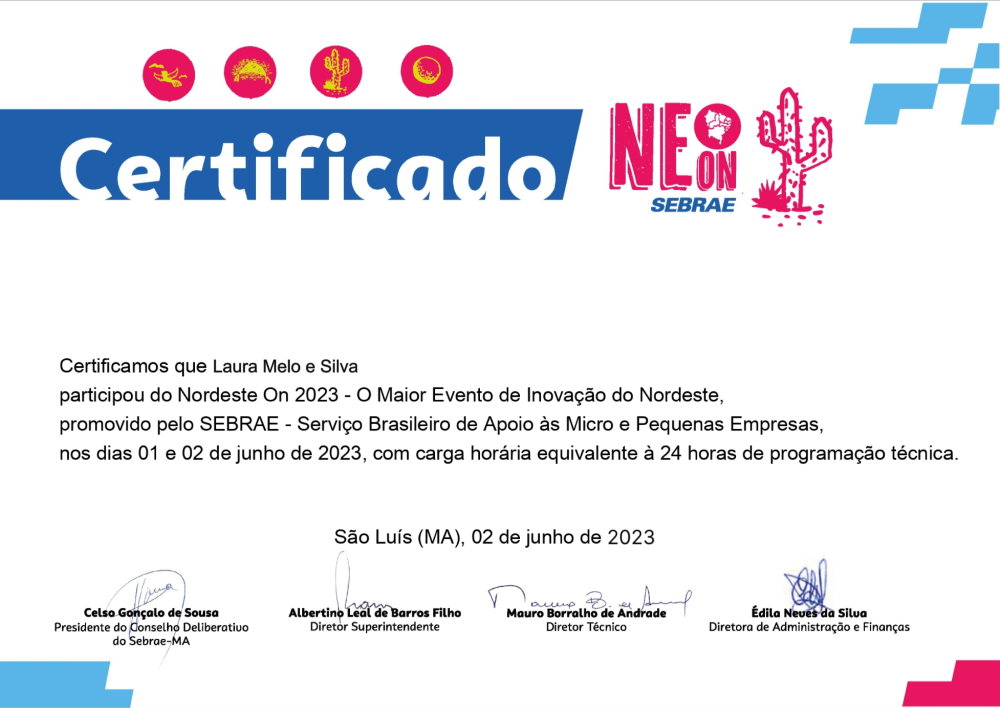 Certificado
NE ON
SEBRAE
Certificamos que Laura Melo e Silva
participou do Nordeste On 2023 - O Maior Evento de Inovação do Nordeste,
promovido pelo SEBRAE - Serviço Brasileiro de Apoio às Micro e Pequenas Empresas,
nos dias 01 e 02 de junho de 2023, com carga horária equivalente à 24 horas de programação técnica.
São Luís (MA), 02 de junho de 2023
Celso Gonçalo de Sousa
Presidente do Conselho Deliberativo
do Sebrae-MA
Albertino Leal de Barros Filho
Diretor Superintendente
Mauro Borralho de Andrade
Diretor Técnico
Édila Neves da Silva
Diretora de Administração e Finanças